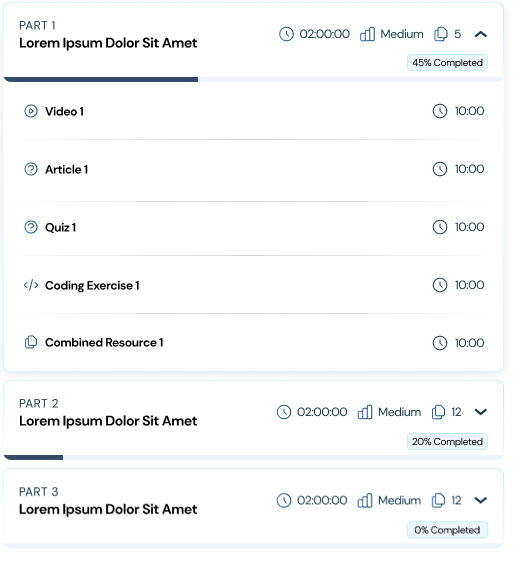 PART 1
Lorem Ipsum Dolor Sit Amet
02:00:00 Medium 5
45% Completed
Video 1 10:00
Article 1 10:00
Quiz 1 10:00
Coding Exercise 1 10:00
Combined Resource 1 10:00
PART 2
Lorem Ipsum Dolor Sit Amet
02:00:00 Medium 12
20% Completed
PART 3
Lorem Ipsum Dolor Sit Amet
02:00:00 Medium 12
0% Completed